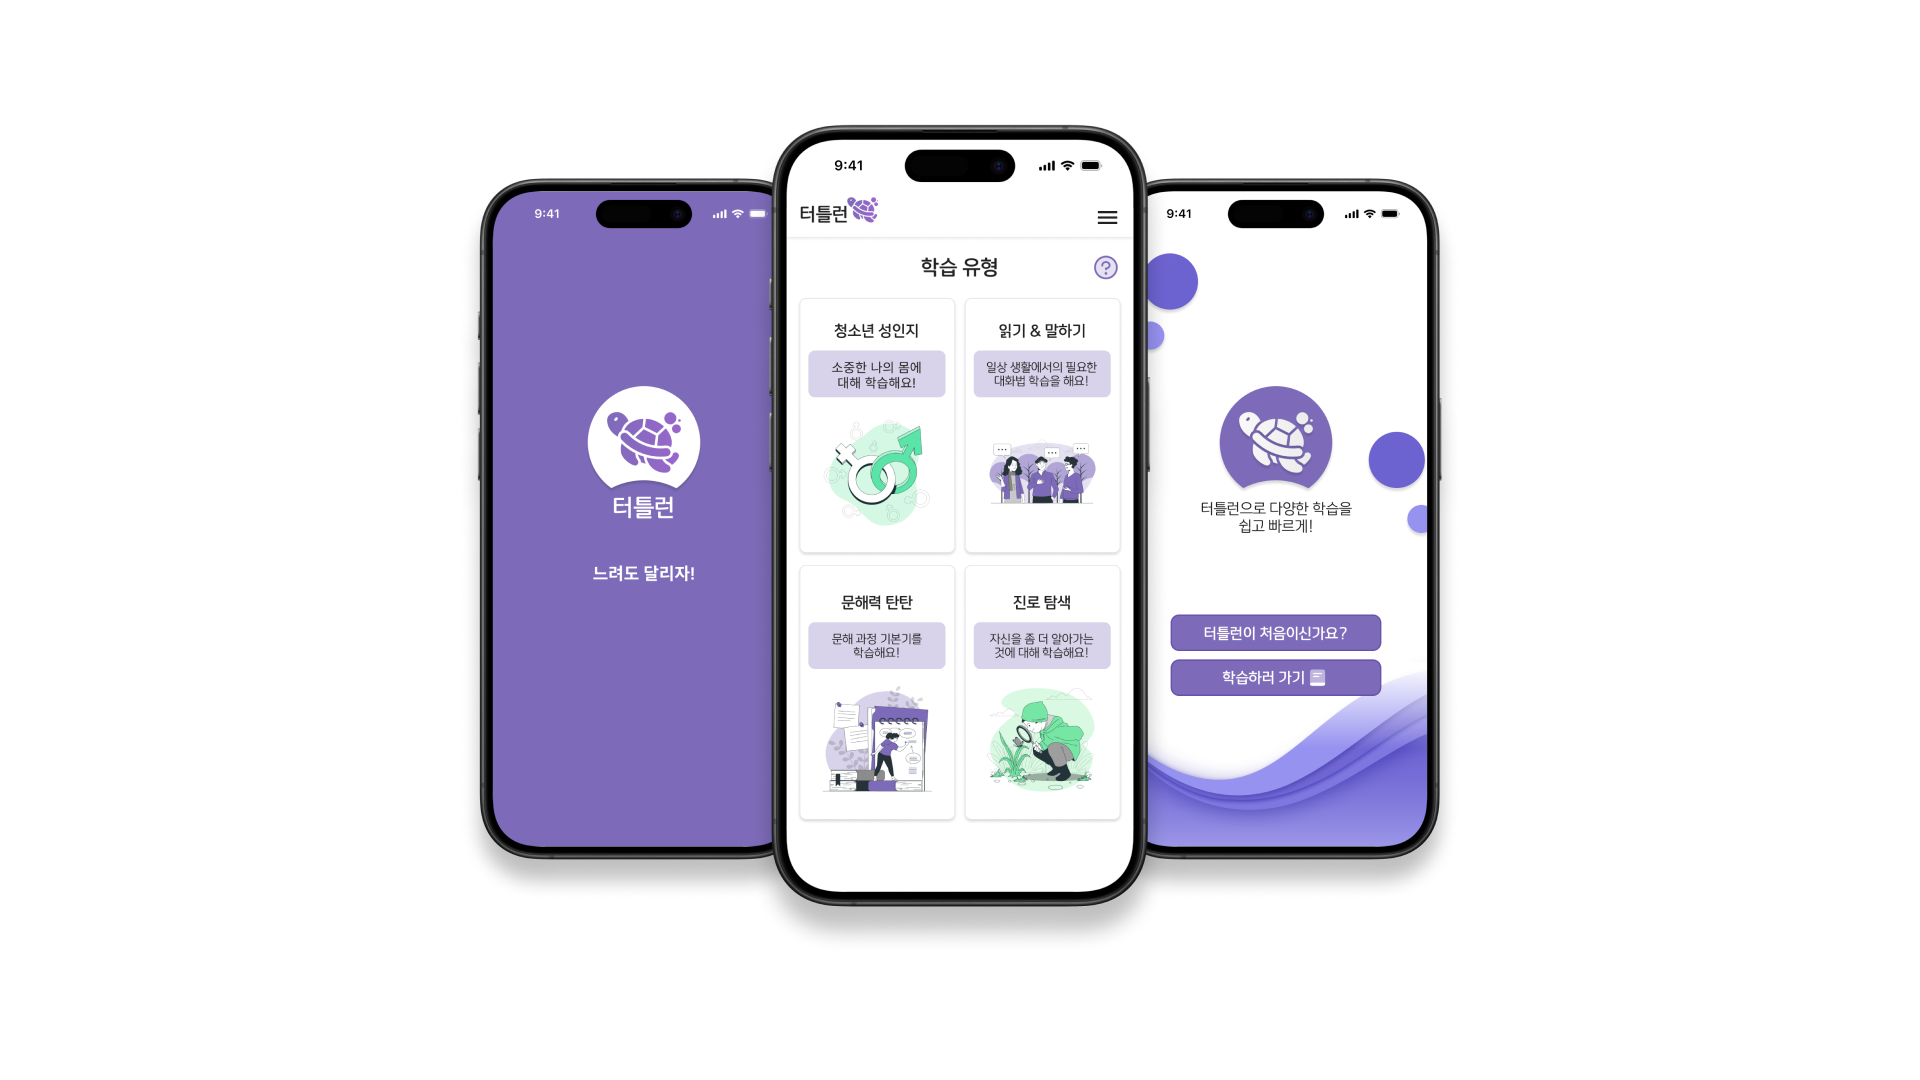 9:41
터틀런
느려도 달리자!
9:41
터틀런
학습 유형
?
청소년 성인지
소중한 나의 몸에
대해 학습해요!
읽기 & 말하기
일상 생활에서의 필요한
대화법 학습을 해요!
문해력 탄탄
문해 과정 기본기를
학습해요!
진로 탐색
자신을 좀 더 알아가는
것에 대해 학습해요!
9:41
터틀런으로 다양한 학습을
쉽고 빠르게!
터틀런이 처음이신가요?
학습하러 가기